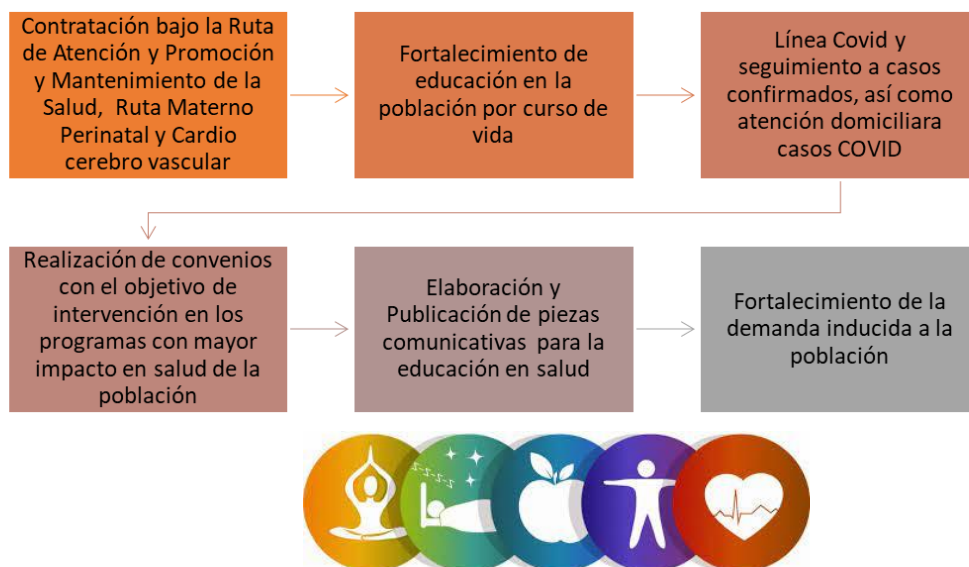 Contratación bajo la Ruta
de Atención y Promoción
y Mantenimiento de la
Salud, Ruta Materno
Perinatal y Cardio
cerebro vascular
Fortalecimiento de
educación en la
población por curso de
vida
Línea Covid y
seguimiento a casos
confirmados, así como
atención domiciliara
casos COVID
Realización de convenios
con el objetivo de
intervención en los
programas con mayor
impacto en salud de la
población
Elaboración y
Publicación de piezas
comunicativas para la
educación en salud
Fortalecimiento de la
demanda inducida a la
población